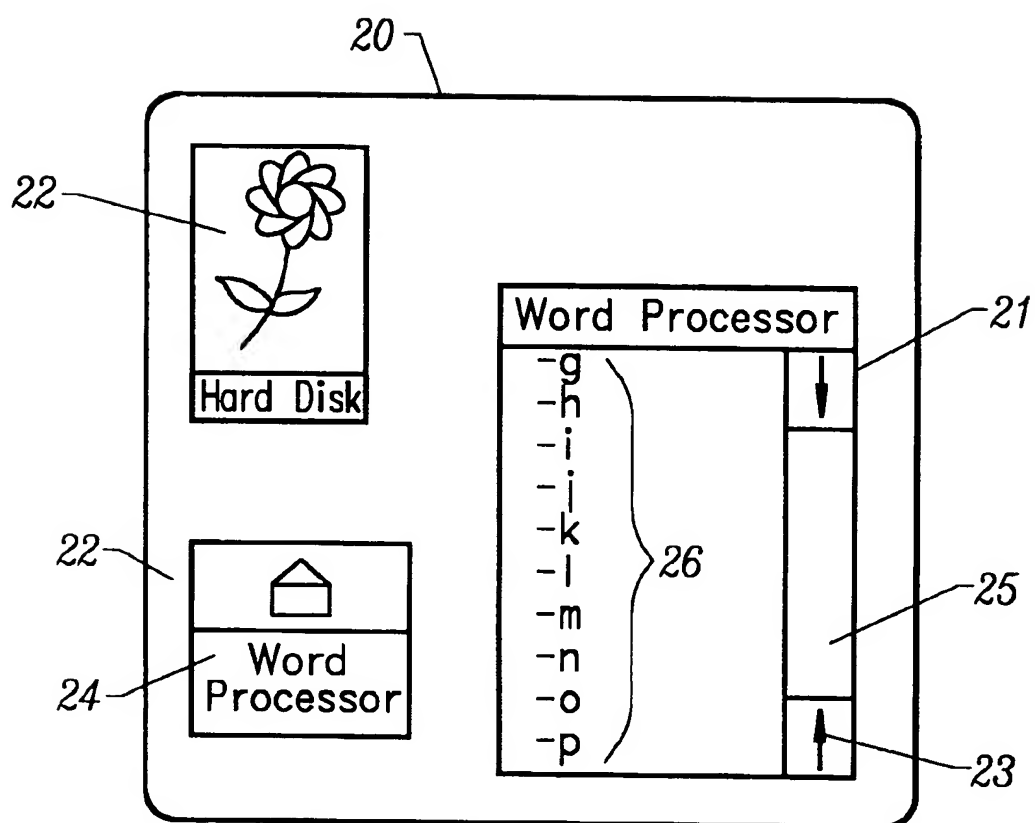 20
22
Hard Disk
22
24
Word
Processor
Word Processor
21
-g
-h
-i
-j
-k
-l
-m
-n
-o
-p
26
25
23